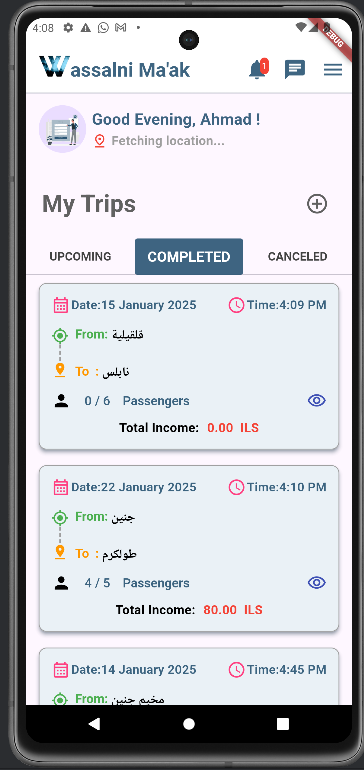 4:08
DEBUG
Wassalni Ma'ak
1
Good Evening, Ahmad !
Fetching location...
My Trips
UPCOMING COMPLETED CANCELED
Date:15 January 2025 Time:4:09 PM
From: قلقيلية
To : نابلس
0 / 6 Passengers
Total Income: 0.00 ILS
Date:22 January 2025 Time:4:10 PM
From: جنين
To : طولكرم
4 / 5 Passengers
Total Income: 80.00 ILS
Date:14 January 2025 Time:4:45 PM
From: مخيم جنين